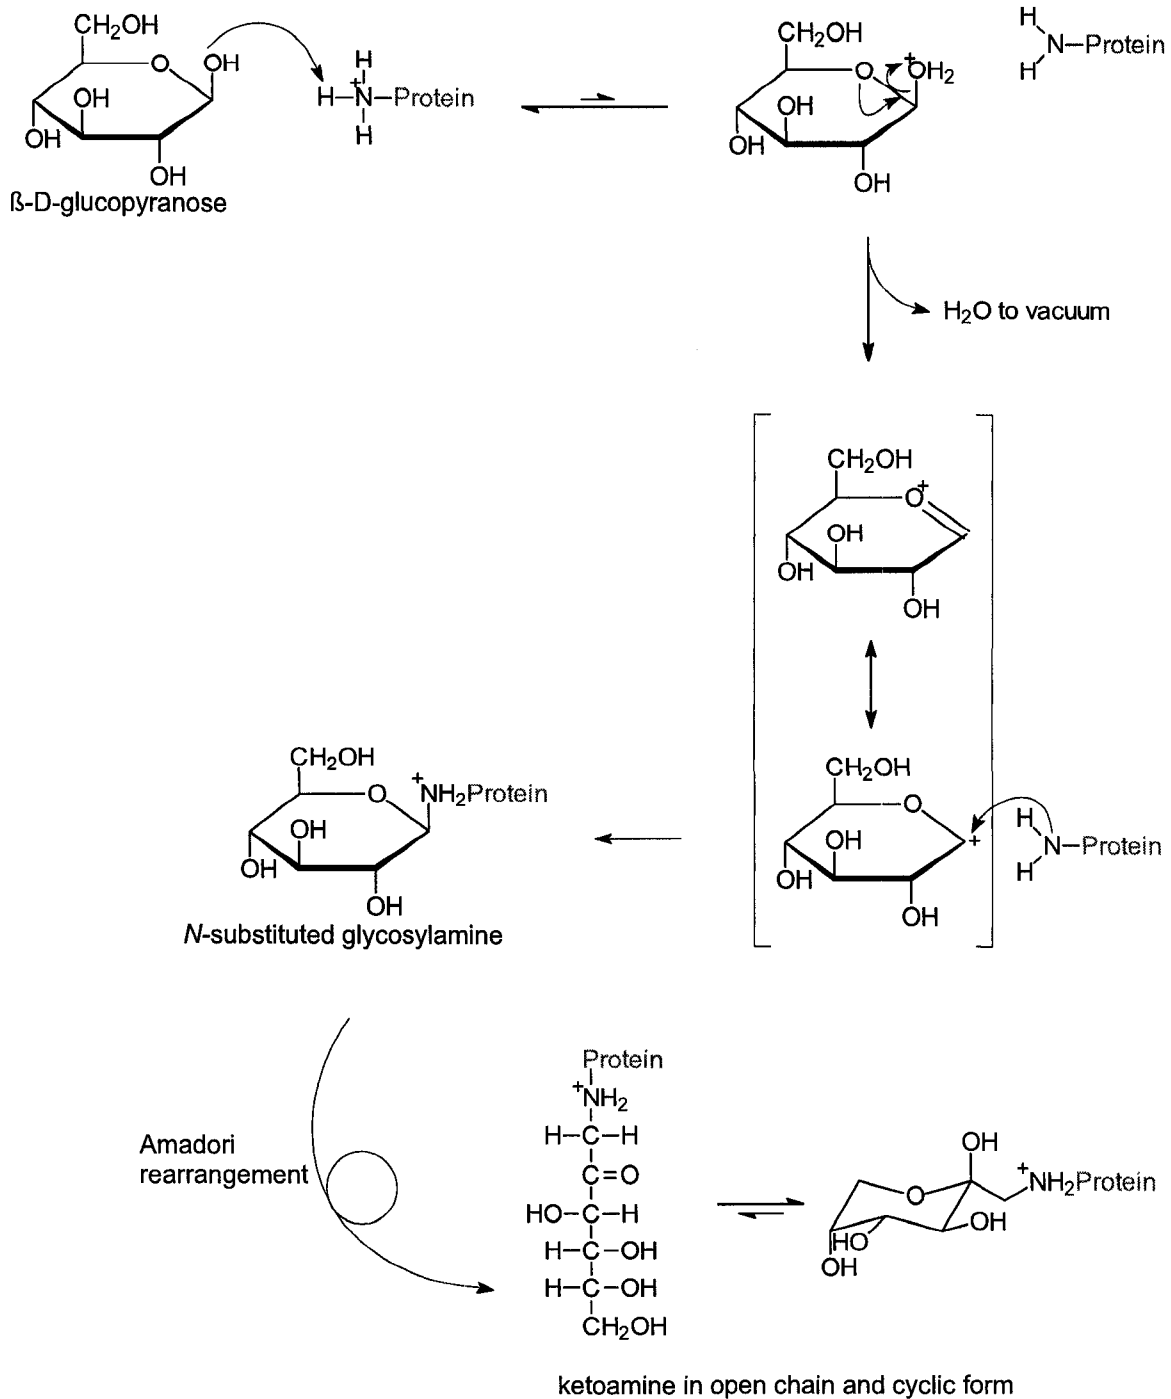 CH₂OH
O
OH
OH
OH
OH
H
H–N⁺–Protein
H
ß-D-glucopyranose
CH₂OH
O
⁺OH₂
OH
OH
OH
H
N–Protein
H
H₂O to vacuum
CH₂OH
O⁺
OH
OH
OH
CH₂OH
O
OH
OH
OH
+
H
N–Protein
H
CH₂OH
O
⁺NH₂Protein
OH
OH
OH
N-substituted glycosylamine
Amadori
rearrangement
Protein
⁺NH₂
H–C–H
C=O
HO–C–H
H–C–OH
H–C–OH
CH₂OH
OH
O
⁺NH₂Protein
OH
HO
OH
ketoamine in open chain and cyclic form